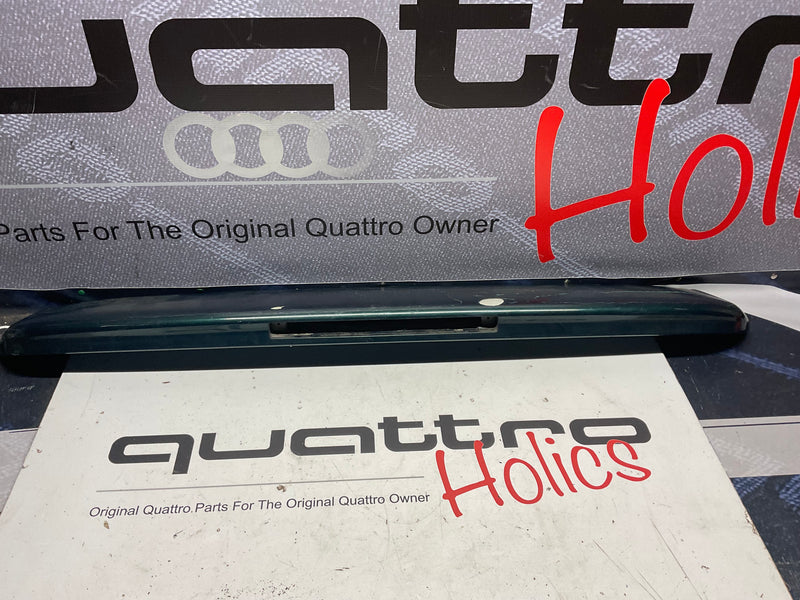 uattro
Hol
Parts For The Original Quattro Owner
quattro
Holics
Original Quattro Parts For The Original Quattro Owner